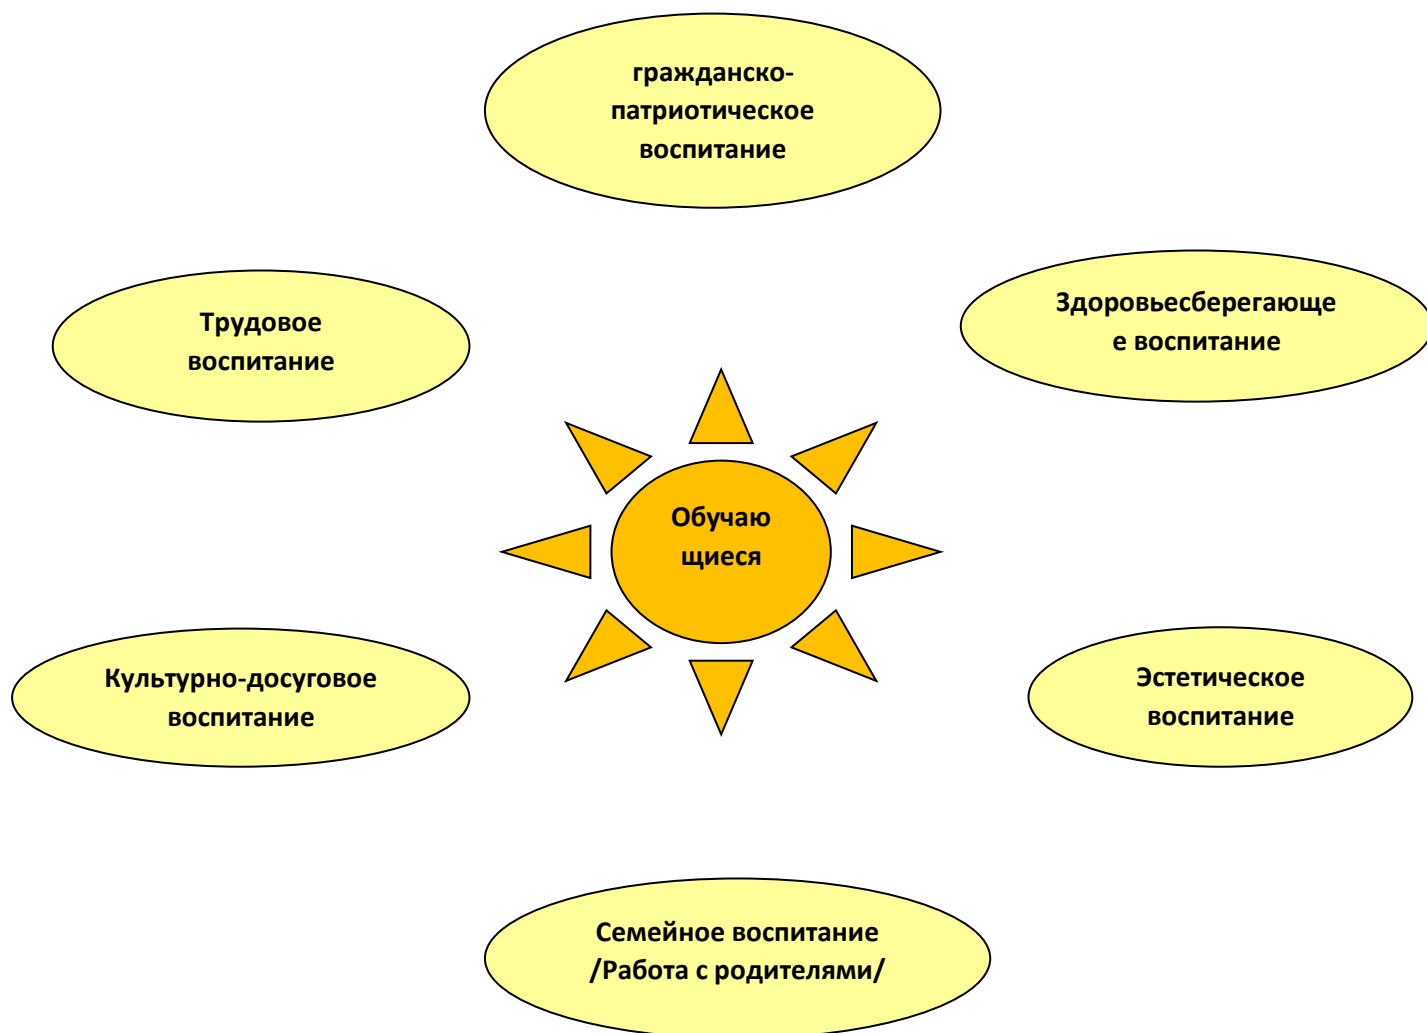 гражданско-
патриотическое
воспитание
Трудовое
воспитание
Здоровьесберегающе
е воспитание
Обучаю
щиеся
Культурно-досуговое
воспитание
Эстетическое
воспитание
Семейное воспитание
/Работа с родителями/